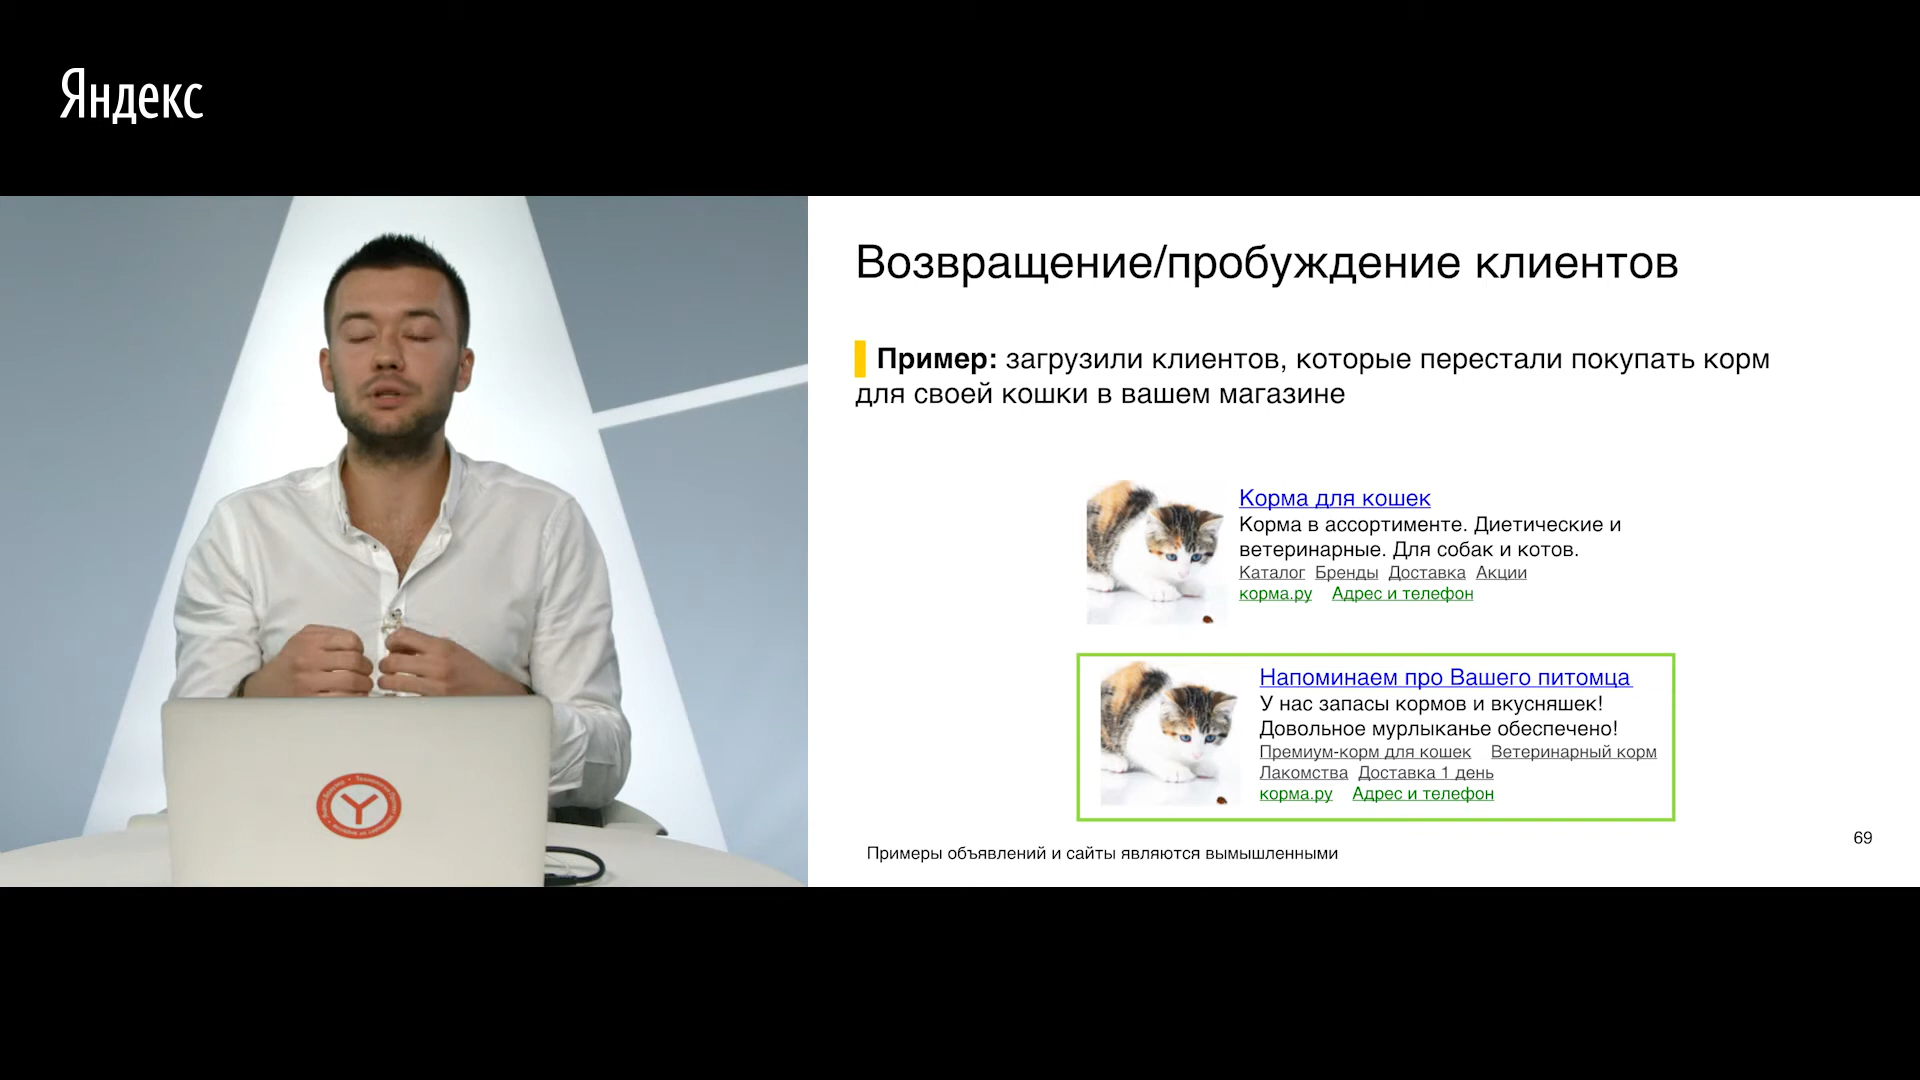 Яндекс
Возвращение/пробуждение клиентов
Пример: загрузили клиентов, которые перестали покупать корм
для своей кошки в вашем магазине
Корма для кошек
Корма в ассортименте. Диетические и
ветеринарные. Для собак и котов.
Каталог Бренды Доставка Акции
корма.ру Адрес и телефон
Напоминаем про Вашего питомца
У нас запасы кормов и вкусняшек!
Довольное мурлыканье обеспечено!
Премиум-корм для кошек Ветеринарный корм
Лакомства Доставка 1 день
корма.ру Адрес и телефон
69
Примеры объявлений и сайты являются вымышленными